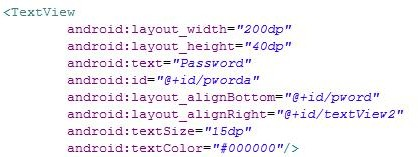 <TextView
android:layout_width="200dp"
android:layout_height="40dp"
android:text="Password"
android:id="@+id/pworda"
android:layout_alignBottom="@+id/pword"
android:layout_alignRight="@+id/textView2"
android:textSize="15dp"
android:textColor="#000000"/>